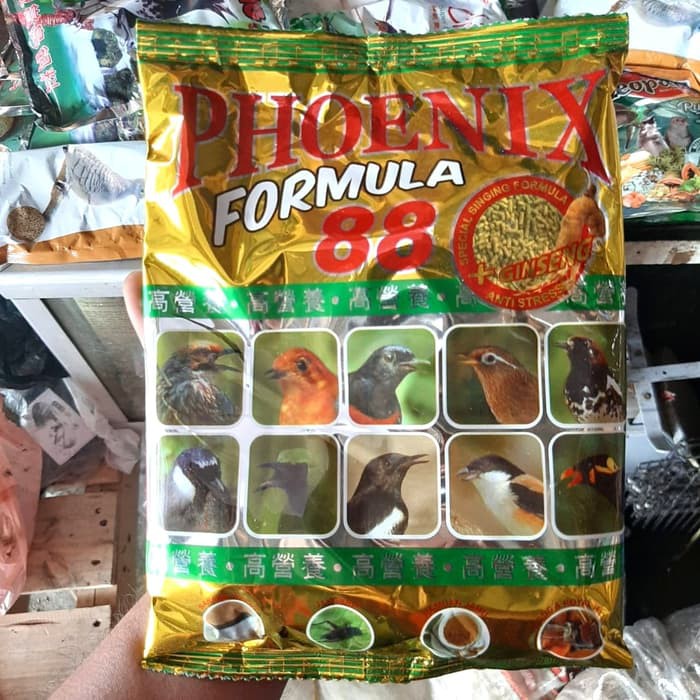 PHOENIX
FORMULA
88
SPECIAL SINGING FORMULA
+ GINSENG
ANTI STRESS
高營養 • 高營養 • 高營養 • 高營養
營養 • 高營養 • 高營養 • 高營養 • 高